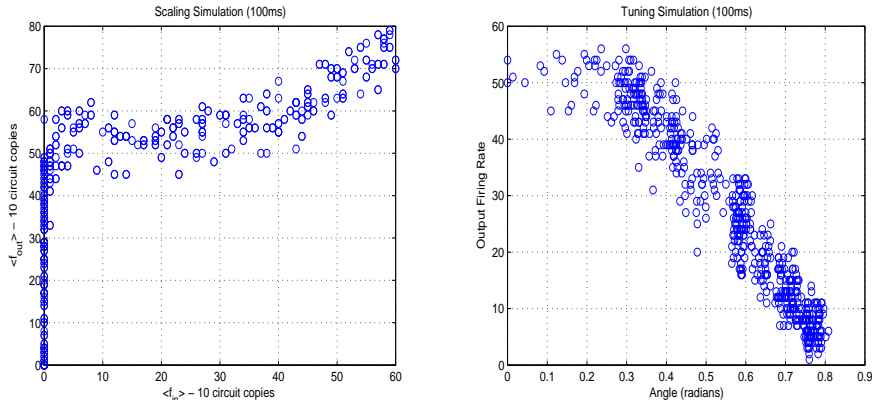 Scaling Simulation (100ms)
80
70
60
50
40
30
20
10
0
<f_out> − 10 circuit copies
0 10 20 30 40 50 60
<f_in> − 10 circuit copies
Tuning Simulation (100ms)
60
50
40
30
20
10
0
Output Firing Rate
0 0.1 0.2 0.3 0.4 0.5 0.6 0.7 0.8 0.9
Angle (radians)